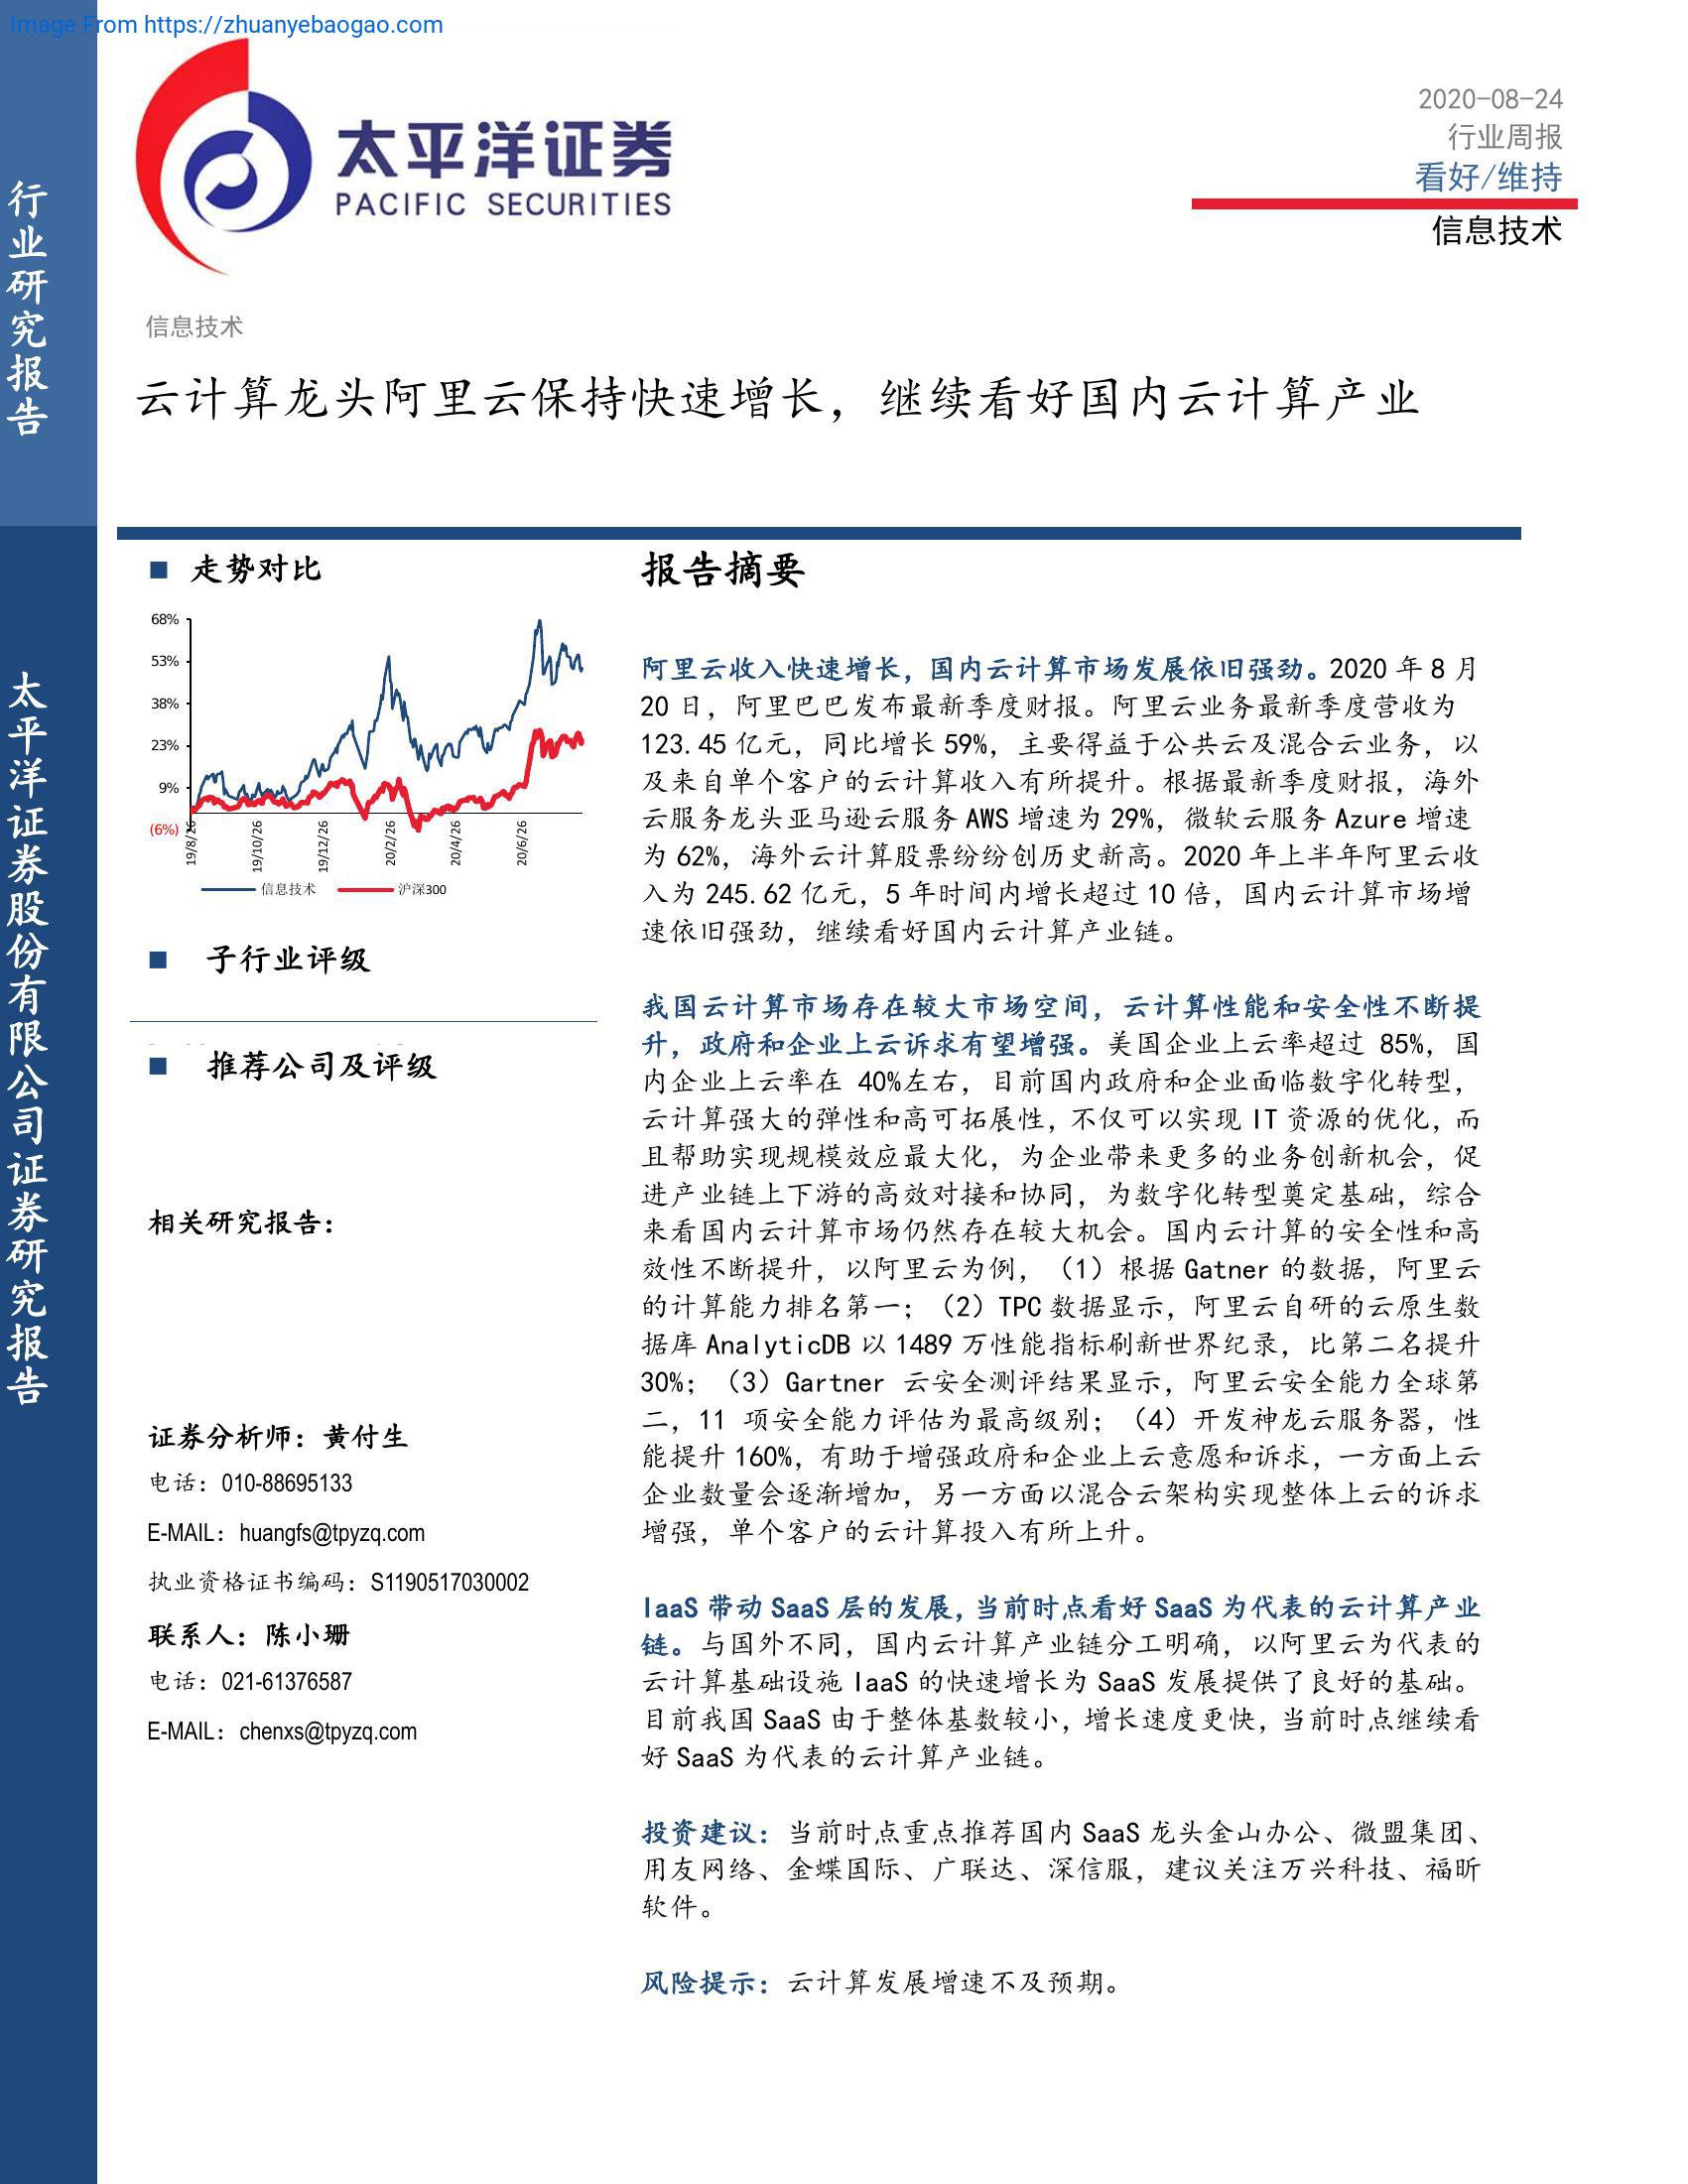 Image From https://zhuanyebaogao.com
行业研究报告
太平洋证券股份有限公司证券研究报告
太平洋证券
PACIFIC SECURITIES
2020-08-24
行业周报
看好/维持
信息技术
信息技术
云计算龙头阿里云保持快速增长，继续看好国内云计算产业
■ 走势对比
68%
53%
38%
23%
9%
(6%)
19/8/26
19/10/26
19/12/26
20/2/26
20/4/26
20/6/26
信息技术
沪深300
■ 子行业评级
■ 推荐公司及评级
相关研究报告：
证券分析师：黄付生
电话：010-88695133
E-MAIL：huangfs@tpyzq.com
执业资格证书编码：S1190517030002
联系人：陈小珊
电话：021-61376587
E-MAIL：chenxs@tpyzq.com
报告摘要
阿里云收入快速增长，国内云计算市场发展依旧强劲。2020 年 8 月
20 日，阿里巴巴发布最新季度财报。阿里云业务最新季度营收为
123.45 亿元，同比增长 59%，主要得益于公共云及混合云业务，以
及来自单个客户的云计算收入有所提升。根据最新季度财报，海外
云服务龙头亚马逊云服务 AWS 增速为 29%，微软云服务 Azure 增速
为 62%，海外云计算股票纷纷创历史新高。2020 年上半年阿里云收
入为 245.62 亿元，5 年时间内增长超过 10 倍，国内云计算市场增
速依旧强劲，继续看好国内云计算产业链。
我国云计算市场存在较大市场空间，云计算性能和安全性不断提
升，政府和企业上云诉求有望增强。美国企业上云率超过 85%，国
内企业上云率在 40%左右，目前国内政府和企业面临数字化转型，
云计算强大的弹性和高可拓展性，不仅可以实现 IT 资源的优化，而
且帮助实现规模效应最大化，为企业带来更多的业务创新机会，促
进产业链上下游的高效对接和协同，为数字化转型奠定基础，综合
来看国内云计算市场仍然存在较大机会。国内云计算的安全性和高
效性不断提升，以阿里云为例，（1）根据 Gatner 的数据，阿里云
的计算能力排名第一；（2）TPC 数据显示，阿里云自研的云原生数
据库 AnalyticDB 以 1489 万性能指标刷新世界纪录，比第二名提升
30%；（3）Gartner 云安全测评结果显示，阿里云安全能力全球第
二，11 项安全能力评估为最高级别；（4）开发神龙云服务器，性
能提升 160%，有助于增强政府和企业上云意愿和诉求，一方面上云
企业数量会逐渐增加，另一方面以混合云架构实现整体上云的诉求
增强，单个客户的云计算投入有所上升。
IaaS 带动 SaaS 层的发展，当前时点看好 SaaS 为代表的云计算产业
链。与国外不同，国内云计算产业链分工明确，以阿里云为代表的
云计算基础设施 IaaS 的快速增长为 SaaS 发展提供了良好的基础。
目前我国 SaaS 由于整体基数较小，增长速度更快，当前时点继续看
好 SaaS 为代表的云计算产业链。
投资建议：当前时点重点推荐国内 SaaS 龙头金山办公、微盟集团、
用友网络、金蝶国际、广联达、深信服，建议关注万兴科技、福昕
软件。
风险提示：云计算发展增速不及预期。